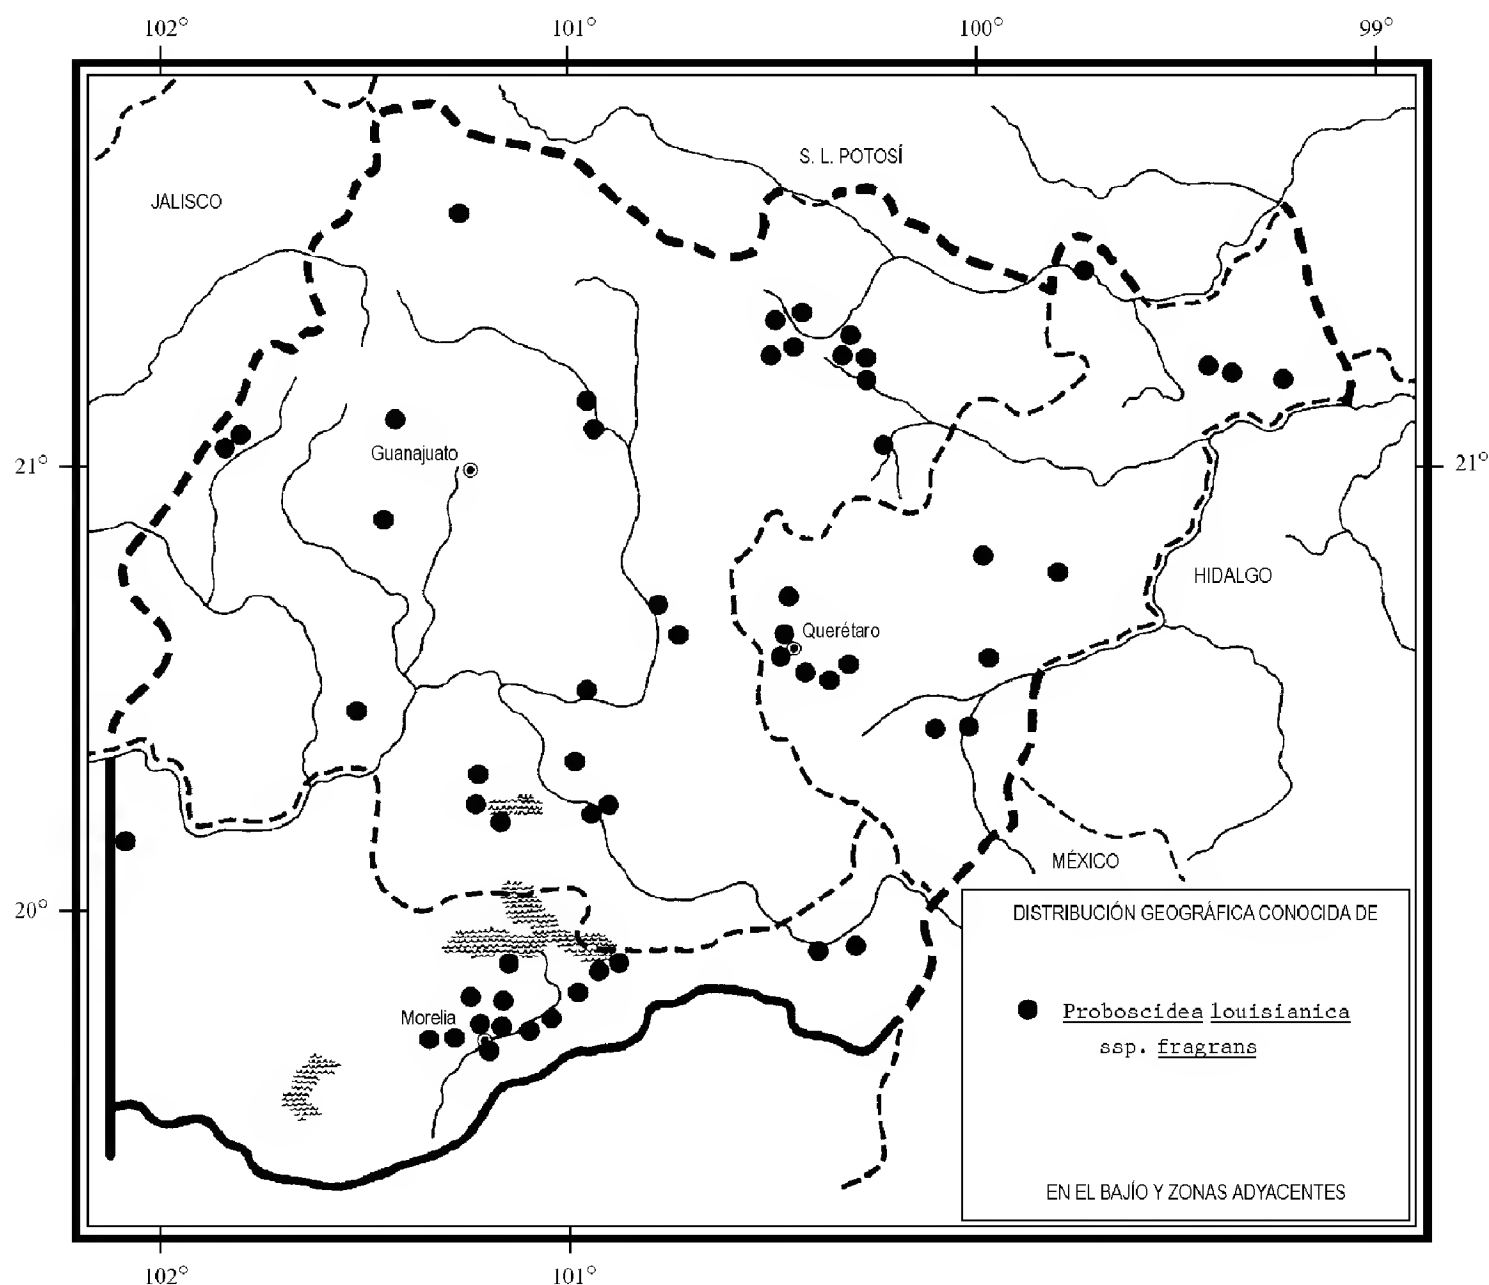 102° 101° 100° 99°
S. L. POTOSÍ
JALISCO
Guanajuato
21° 21°
HIDALGO
Querétaro
MÉXICO
20°
DISTRIBUCIÓN GEOGRÁFICA CONOCIDA DE
Proboscidea louisianica
ssp. fragrans
Morelia
EN EL BAJÍO Y ZONAS ADYACENTES
102° 101°